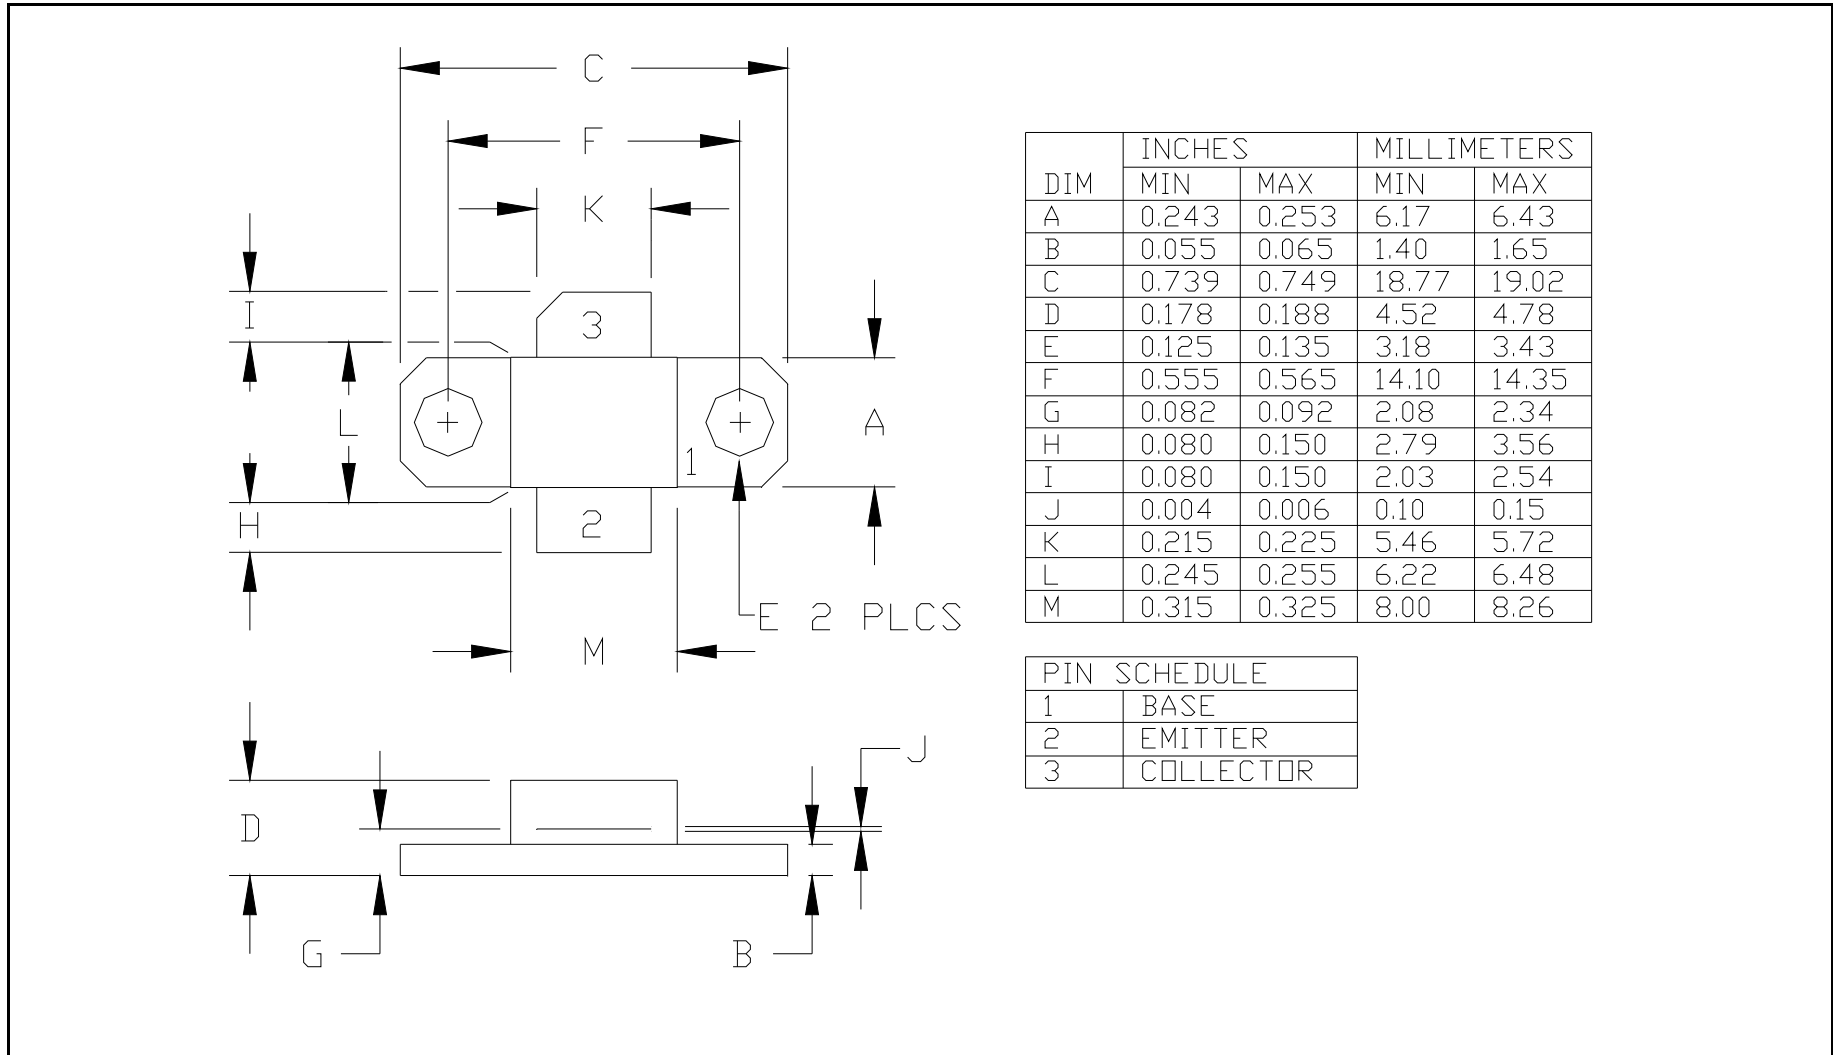 C
F
K
I
3
L
A
1
H
2
E 2 PLCS
M
J
D
G
B
INCHES MILLIMETERS
DIM MIN MAX MIN MAX
A 0.243 0.253 6.17 6.43
B 0.055 0.065 1.40 1.65
C 0.739 0.749 18.77 19.02
D 0.178 0.188 4.52 4.78
E 0.125 0.135 3.18 3.43
F 0.555 0.565 14.10 14.35
G 0.082 0.092 2.08 2.34
H 0.080 0.150 2.79 3.56
I 0.080 0.150 2.03 2.54
J 0.004 0.006 0.10 0.15
K 0.215 0.225 5.46 5.72
L 0.245 0.255 6.22 6.48
M 0.315 0.325 8.00 8.26
PIN SCHEDULE
1 BASE
2 EMITTER
3 COLLECTOR